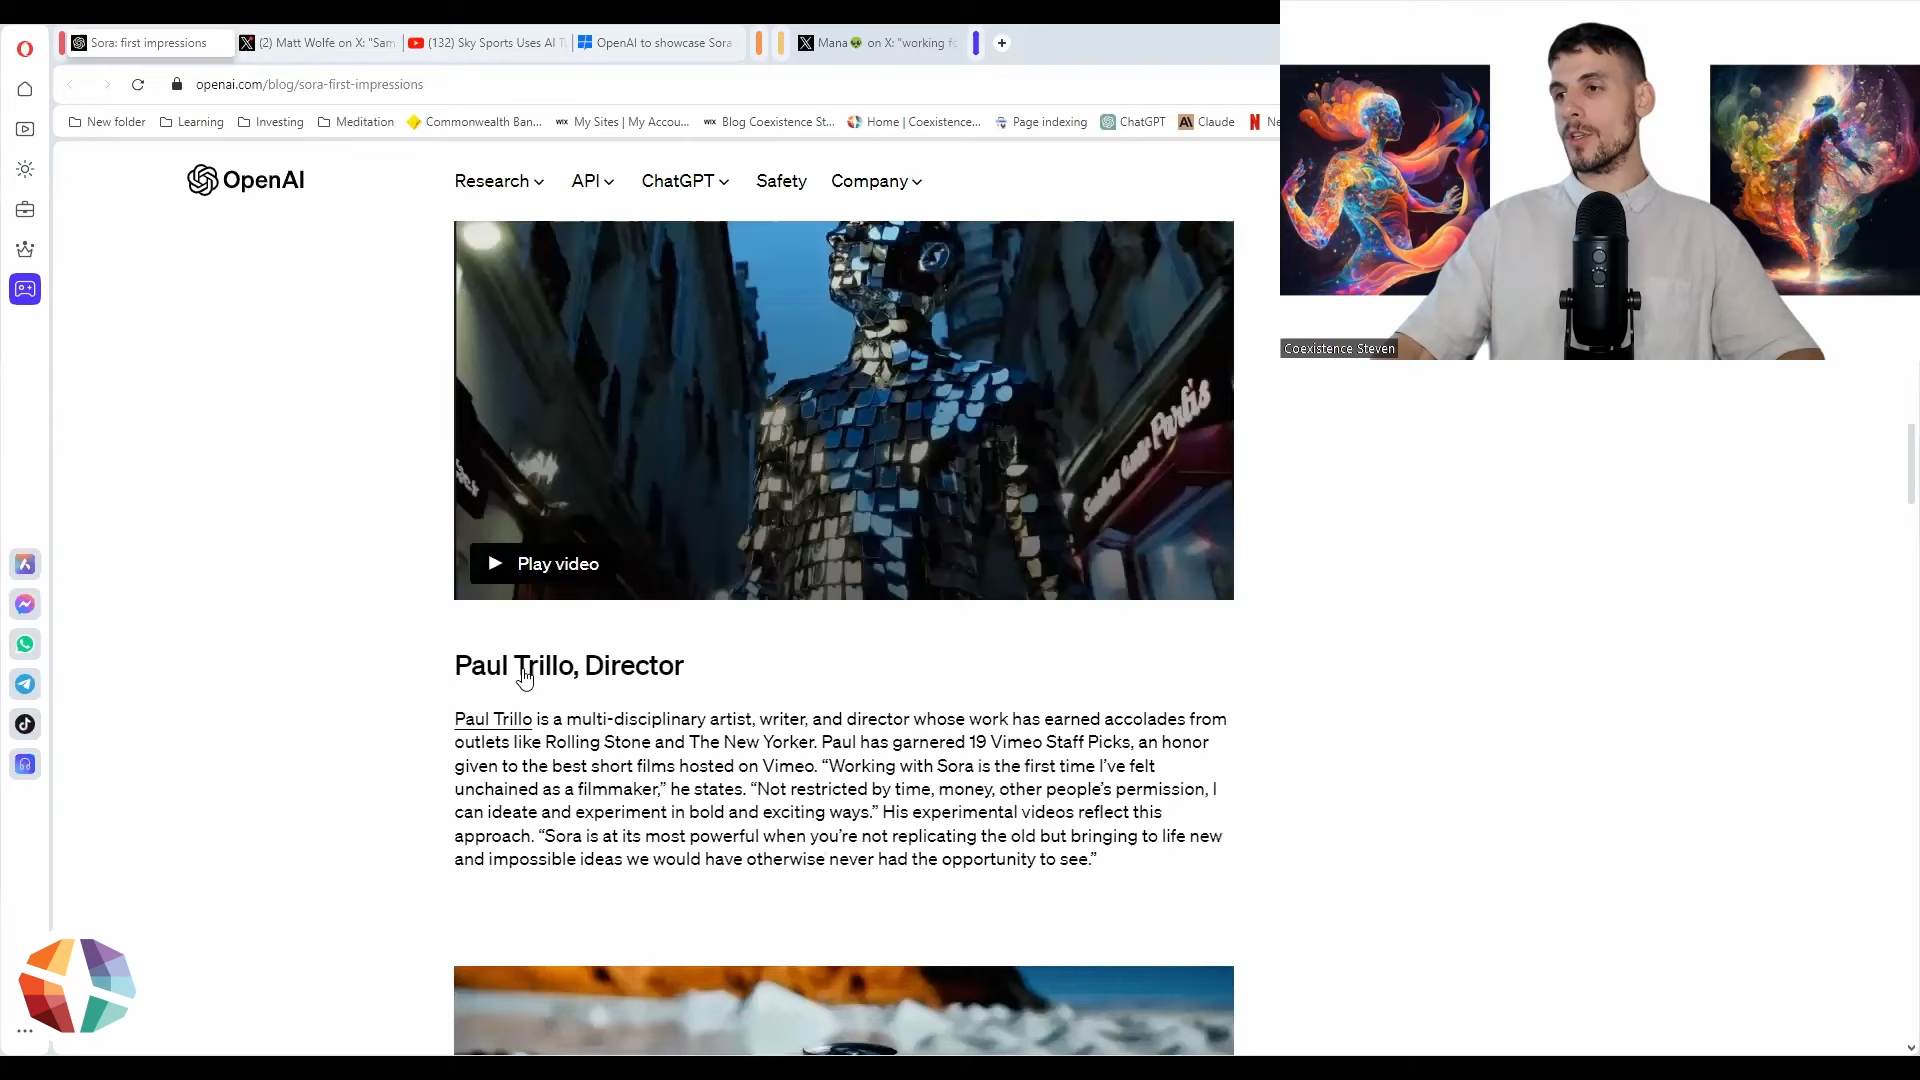 Sora: first impressions
(2) Matt Wolfe on X: "Sam
(132) Sky Sports Uses AI T
OpenAI to showcase Sora
Mana👽 on X: "working fo
openai.com/blog/sora-first-impressions
New folder
Learning
Investing
Meditation
Commonwealth Ban...
WIX My Sites | My Accou...
WIX Blog Coexistence St...
Home | Coexistence...
Page indexing
ChatGPT
Claude
Ne
OpenAI
Research
API
ChatGPT
Safety
Company
Play video
Coexistence Steven
Paul Trillo, Director
Paul Trillo is a multi-disciplinary artist, writer, and director whose work has earned accolades from
outlets like Rolling Stone and The New Yorker. Paul has garnered 19 Vimeo Staff Picks, an honor
given to the best short films hosted on Vimeo. “Working with Sora is the first time I’ve felt
unchained as a filmmaker,” he states. “Not restricted by time, money, other people’s permission, I
can ideate and experiment in bold and exciting ways.” His experimental videos reflect this
approach. “Sora is at its most powerful when you’re not replicating the old but bringing to life new
and impossible ideas we would have otherwise never had the opportunity to see.”